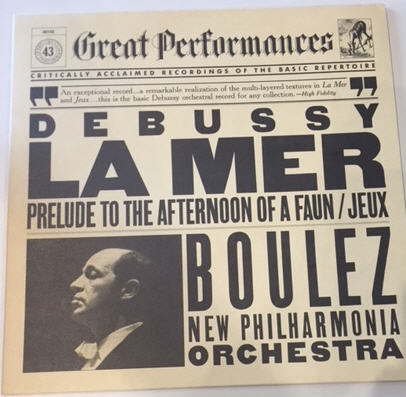 43
Great Performances
CRITICALLY ACCLAIMED RECORDINGS OF THE BASIC REPERTOIRE
"An exceptional record...a remarkable realization of the multi-layered textures in La Mer
and Jeux...this is the basic Debussy orchestral record for any collection. —High Fidelity"
DEBUSSY
LA MER
PRELUDE TO THE AFTERNOON OF A FAUN / JEUX
BOULEZ
NEW PHILHARMONIA
ORCHESTRA